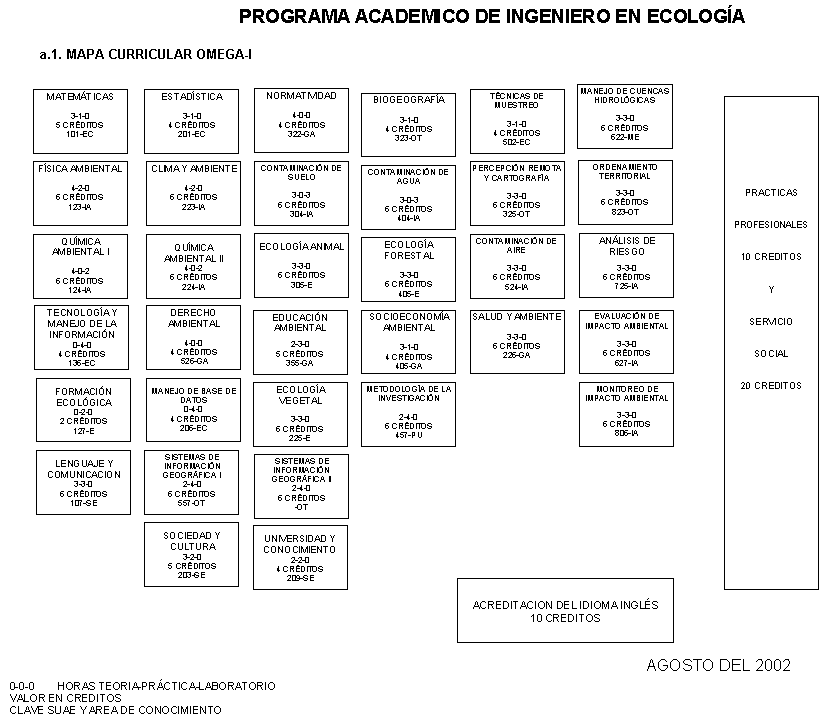 PROGRAMA ACADEMICO DE INGENIERO EN ECOLOGÍA
a.1. MAPA CURRICULAR OMEGA-I
MATEMÁTICAS
3-1-0
5 CRÉDITOS
101-EC
FÍSICA AMBIENTAL
4-2-0
6 CRÉDITOS
123-IA
QUÍMICA
AMBIENTAL I
4-0-2
6 CRÉDITOS
124-IA
TECNOLOGÍA Y
MANEJO DE LA
INFORMACIÓN
0-4-0
4 CRÉDITOS
136-EC
FORMACIÓN
ECOLÓGICA
0-2-0
2 CRÉDITOS
127-E
LENGUAJE Y
COMUNICACION
3-3-0
6 CRÉDITOS
107-SE
ESTADÍSTICA
3-1-0
4 CRÉDITOS
201-EC
CLIMA Y AMBIENTE
4-2-0
6 CRÉDITOS
223-IA
QUÍMICA
AMBIENTAL II
4-0-2
6 CRÉDITOS
224-IA
DERECHO
AMBIENTAL
4-0-0
4 CRÉDITOS
526-GA
MANEJO DE BASE DE
DATOS
0-4-0
4 CRÉDITOS
206-EC
SISTEMAS DE
INFORMACIÓN
GEOGRÁFICA I
2-4-0
6 CRÉDITOS
557-OT
SOCIEDAD Y
CULTURA
3-2-0
5 CRÉDITOS
203-SE
NORMATIVIDAD
4-0-0
4 CRÉDITOS
322-GA
CONTAMINACIÓN DE
SUELO
3-0-3
6 CRÉDITOS
304-IA
ECOLOGÍA ANIMAL
3-3-0
6 CRÉDITOS
305-E
EDUCACIÓN
AMBIENTAL
2-3-0
5 CRÉDITOS
355-GA
ECOLOGÍA
VEGETAL
3-3-0
6 CRÉDITOS
225-E
SISTEMAS DE
INFORMACIÓN
GEOGRÁFICA II
2-4-0
6 CRÉDITOS
-OT
UNIVERSIDAD Y
CONOCIMIENTO
2-2-0
4 CRÉDITOS
209-SE
BIOGEOGRAFÍA
3-1-0
4 CRÉDITOS
323-OT
CONTAMINACIÓN DE
AGUA
3-0-3
6 CRÉDITOS
404-IA
ECOLOGÍA
FORESTAL
3-3-0
6 CRÉDITOS
405-E
SOCIOECONOMÍA
AMBIENTAL
3-1-0
4 CRÉDITOS
405-GA
METODOLOGÍA DE LA
INVESTIGACIÓN
2-4-0
6 CRÉDITOS
457-PU
TÉCNICAS DE
MUESTREO
3-1-0
4 CRÉDITOS
502-EC
PERCEPCIÓN REMOTA
Y CARTOGRAFÍA
3-3-0
6 CRÉDITOS
325-OT
CONTAMINACIÓN DE
AIRE
3-3-0
6 CRÉDITOS
524-IA
SALUD Y AMBIENTE
3-3-0
6 CRÉDITOS
226-GA
MANEJO DE CUENCAS
HIDROLÓGICAS
3-3-0
6 CRÉDITOS
622-ME
ORDENAMIENTO
TERRITORIAL
3-3-0
6 CRÉDITOS
823-OT
ANÁLISIS DE
RIESGO
3-3-0
6 CRÉDITOS
725-IA
EVALUACIÓN DE
IMPACTO AMBIENTAL
3-3-0
6 CRÉDITOS
627-IA
MONITOREO DE
IMPACTO AMBIENTAL
3-3-0
6 CRÉDITOS
806-IA
PRACTICAS
PROFESIONALES
10 CREDITOS
Y
SERVICIO
SOCIAL
20 CREDITOS
ACREDITACION DEL IDIOMA INGLÉS
10 CREDITOS
AGOSTO DEL 2002
0-0-0 HORAS TEORIA-PRÁCTICA-LABORATORIO
VALOR EN CREDITOS
CLAVE SUAE Y AREA DE CONOCIMIENTO